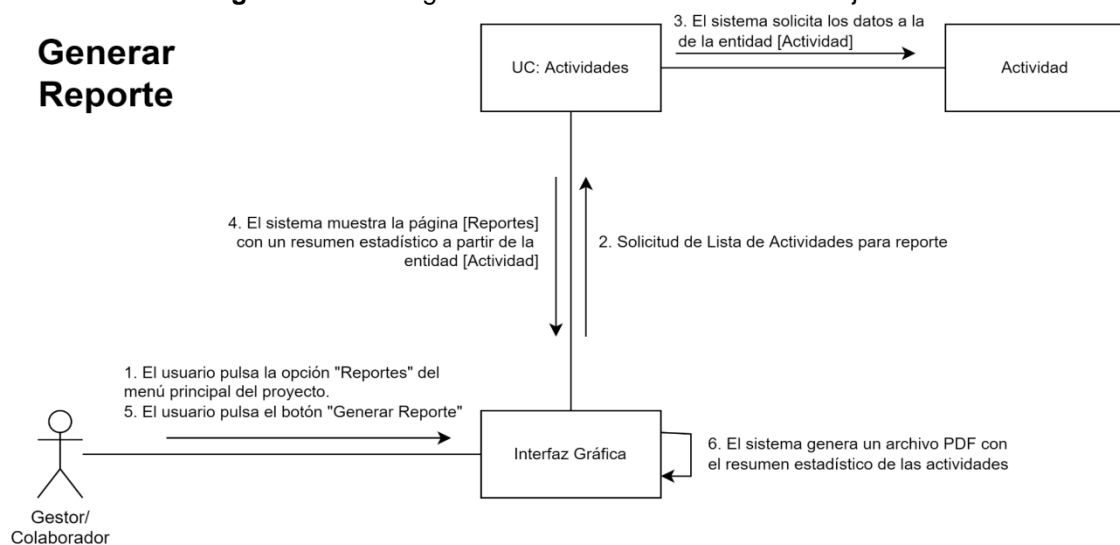 Generar
Reporte
3. El sistema solicita los datos a la
de la entidad [Actividad]
UC: Actividades
Actividad
4. El sistema muestra la página [Reportes]
con un resumen estadístico a partir de la
entidad [Actividad]
2. Solicitud de Lista de Actividades para reporte
1. El usuario pulsa la opción "Reportes" del
menú principal del proyecto.
5. El usuario pulsa el botón "Generar Reporte"
Interfaz Gráfica
6. El sistema genera un archivo PDF con
el resumen estadístico de las actividades
Gestor/
Colaborador